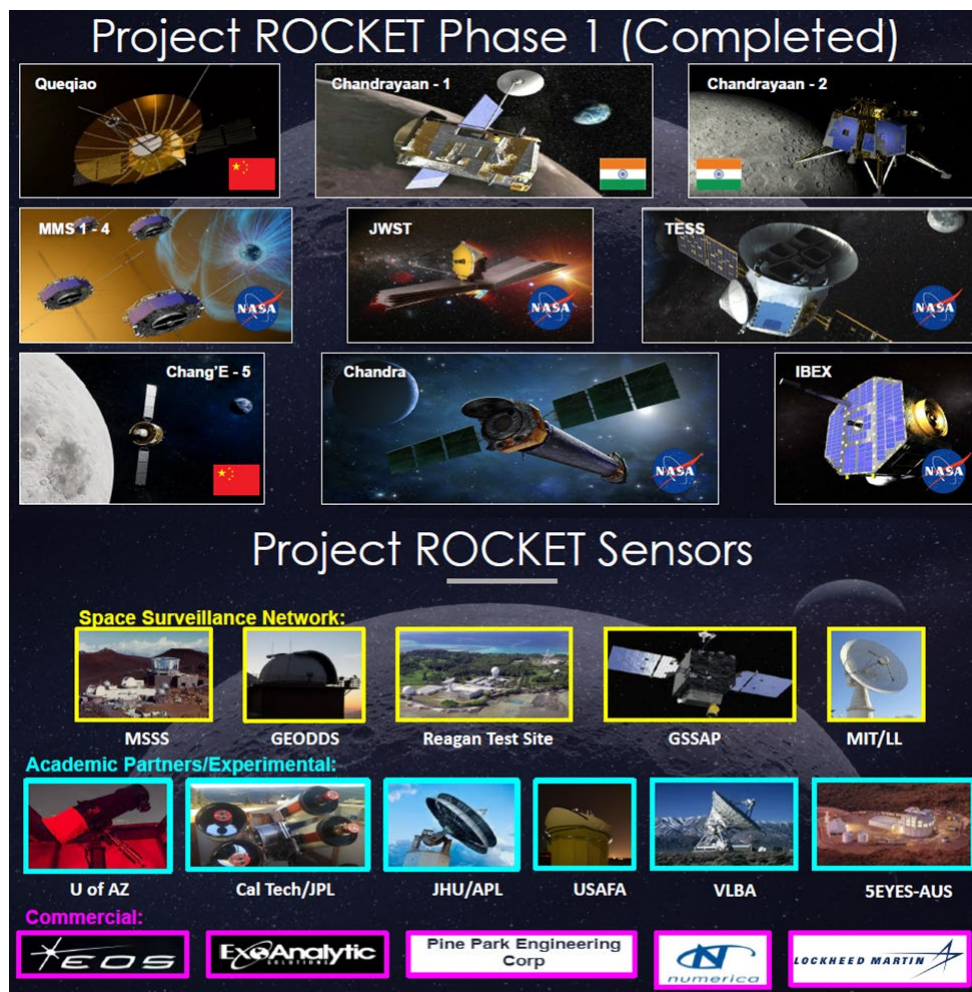 Project ROCKET Phase 1 (Completed)
Queqiao
Chandrayaan - 1
Chandrayaan - 2
MMS 1 - 4
NASA
JWST
NASA
TESS
NASA
Chang'E - 5
Chandra
NASA
IBEX
NASA
Project ROCKET Sensors
Space Surveillance Network:
MSSS
GEODDS
Reagan Test Site
GSSAP
MIT/LL
Academic Partners/Experimental:
U of AZ
Cal Tech/JPL
JHU/APL
USAFA
VLBA
5EYES-AUS
Commercial:
EOS
ExoAnalytic
SOLUTIONS
Pine Park Engineering
Corp
numerica
LOCKHEED MARTIN